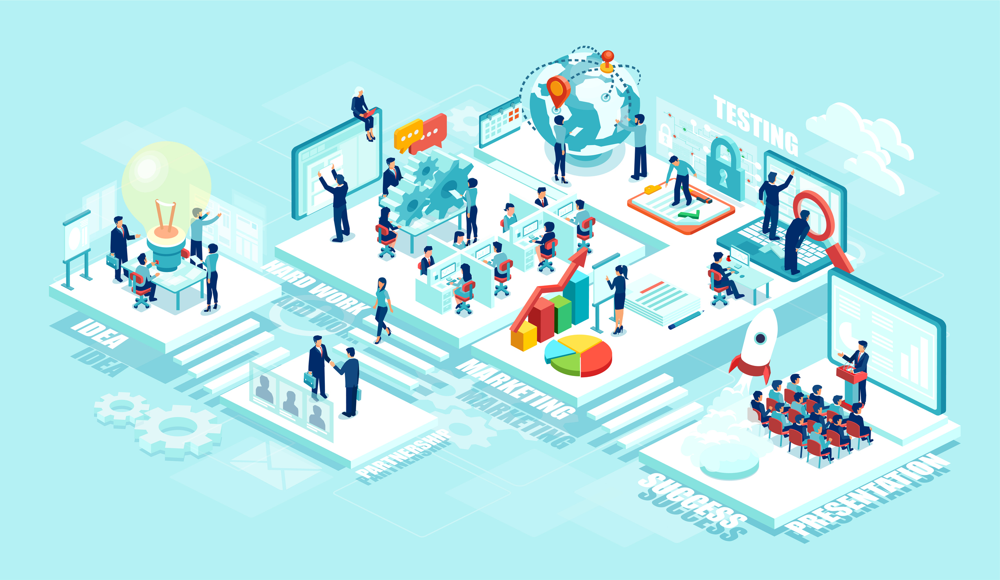 TESTING
HARD WORK
IDEA
MARKETING
PARTNERSHIP
SUCCESS
PRESENTATION